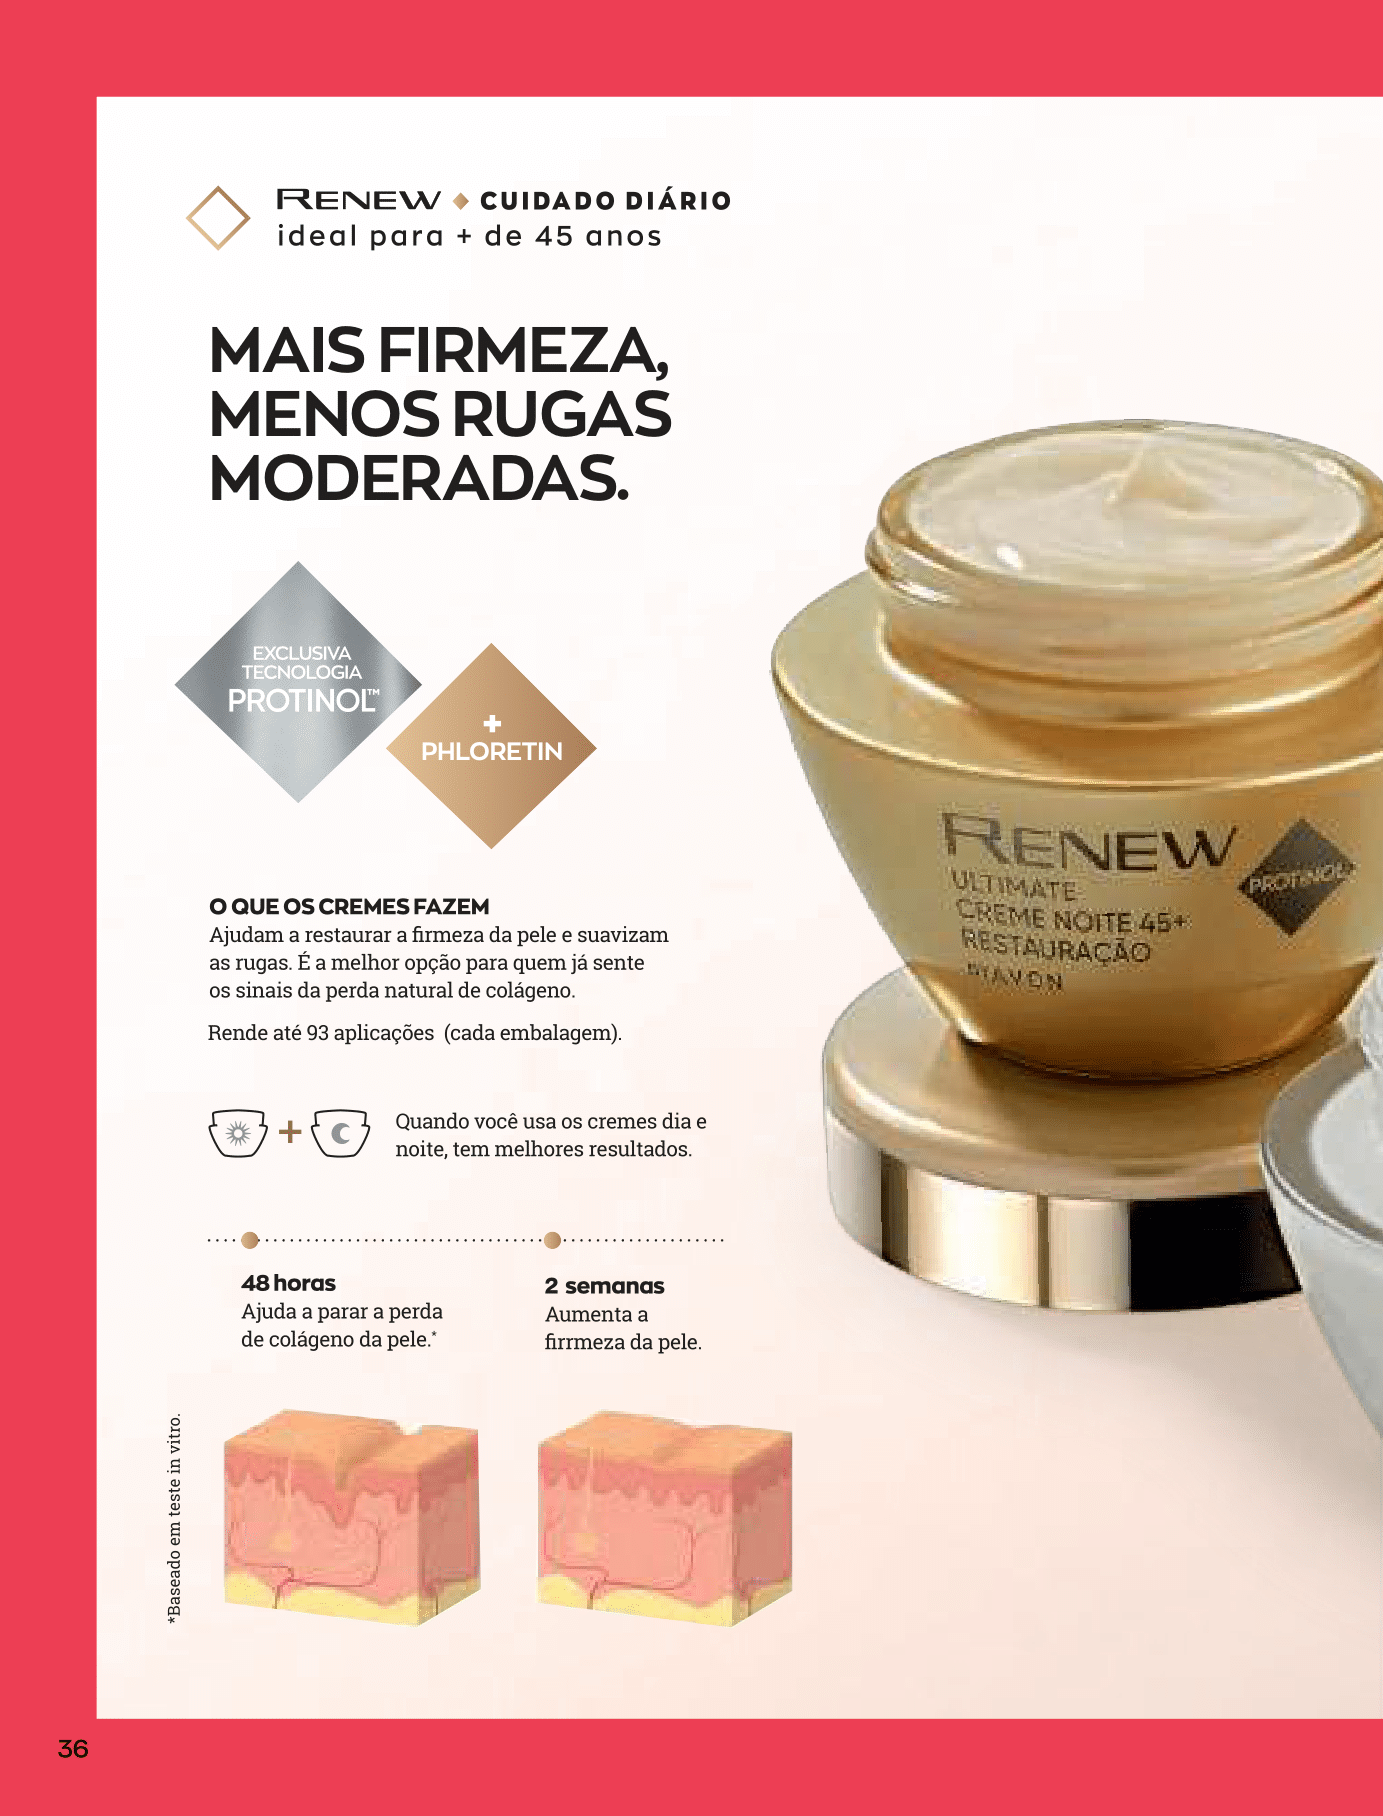 RENEW CUIDADO DIÁRIO
ideal para + de 45 anos
MAIS FIRMEZA,
MENOS RUGAS
MODERADAS.
EXCLUSIVA
TECNOLOGIA
PROTINOL™
+
PHLORETIN
O QUE OS CREMES FAZEM
Ajudam a restaurar a firmeza da pele e suavizam
as rugas. É a melhor opção para quem já sente
os sinais da perda natural de colágeno.
Rende até 93 aplicações (cada embalagem).
+
Quando você usa os cremes dia e
noite, tem melhores resultados.
48 horas
Ajuda a parar a perda
de colágeno da pele.*
2 semanas
Aumenta a
firrmeza da pele.
*Baseado em teste in vitro.
RENEW
ULTIMATE
CREME NOITE 45+
RESTAURAÇÃO
AVON
PROTINOL
36